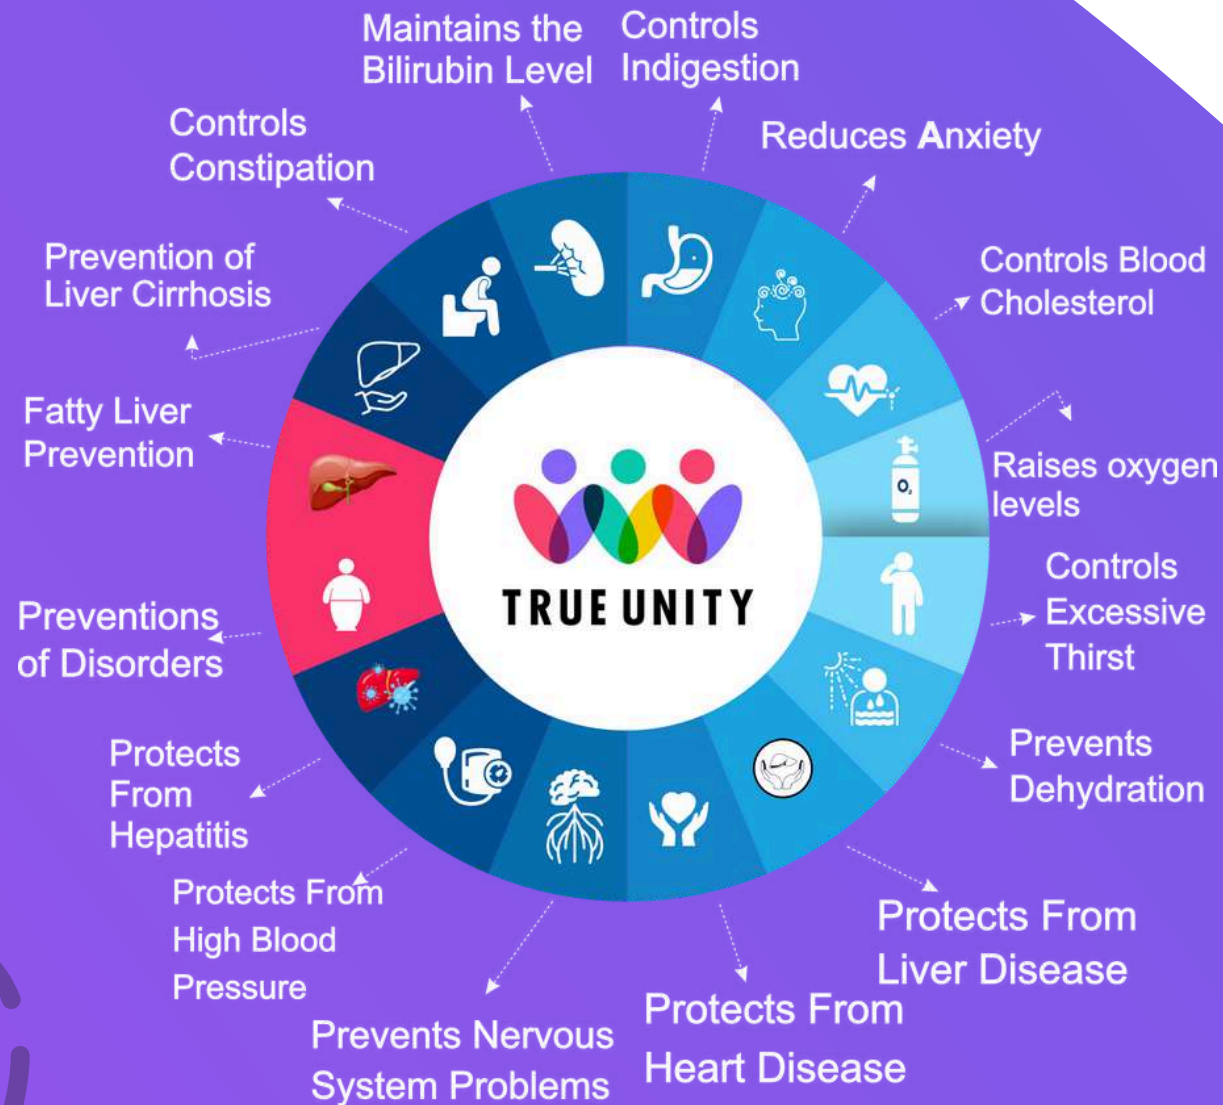 Maintains the
Bilirubin Level
Controls
Indigestion
Reduces Anxiety
Controls Blood
Cholesterol
Raises oxygen
levels
Controls
Excessive
Thirst
Prevents
Dehydration
Protects From
Liver Disease
Protects From
Heart Disease
Prevents Nervous
System Problems
Protects From
High Blood
Pressure
Protects
From
Hepatitis
Preventions
of Disorders
Fatty Liver
Prevention
Prevention of
Liver Cirrhosis
Controls
Constipation
O₂
TRUE UNITY